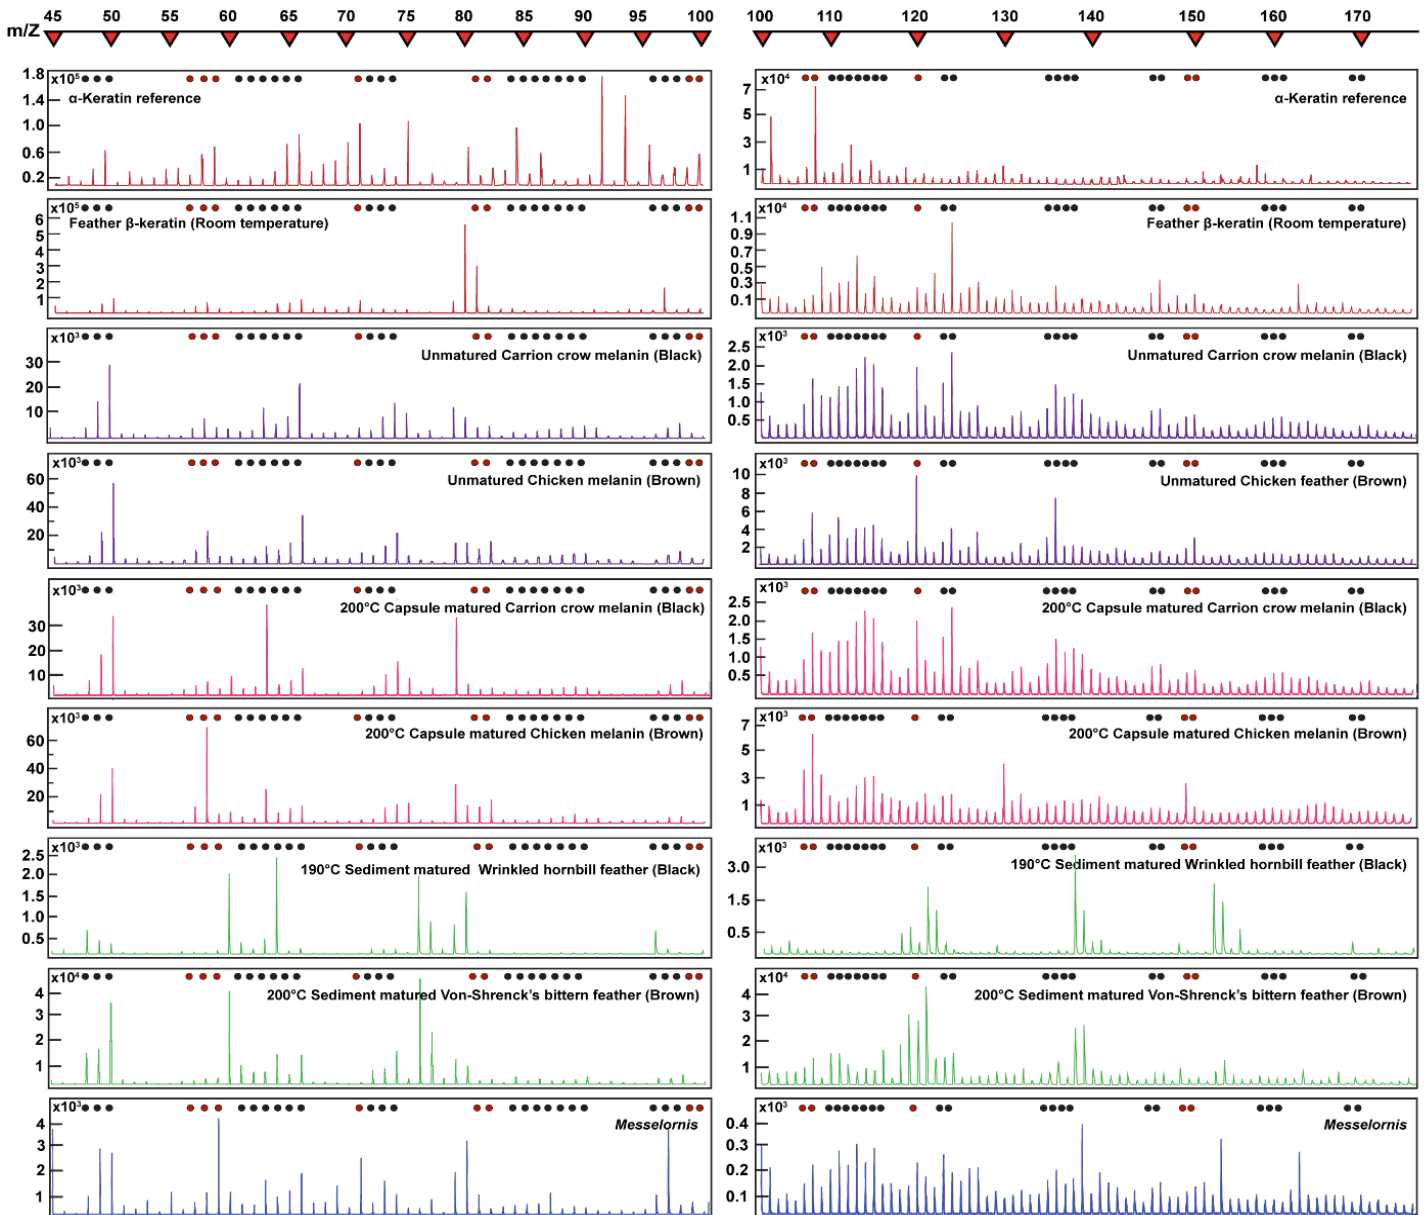 45 50 55 60 65 70 75 80 85 90 95 100 100 110 120 130 140 150 160 170
m/Z
x10⁵
α-Keratin reference
1.8
1.4
1.0
0.6
0.2
x10⁴
α-Keratin reference
7
5
3
1
x10⁵
Feather β-keratin (Room temperature)
6
5
4
3
2
1
x10⁴
Feather β-keratin (Room temperature)
1.1
0.9
0.7
0.5
0.3
0.1
x10³
Unmatured Carrion crow melanin (Black)
30
20
10
x10³
Unmatured Carrion crow melanin (Black)
2.5
2.0
1.5
1.0
0.5
x10³
Unmatured Chicken melanin (Brown)
60
40
20
x10³
Unmatured Chicken feather (Brown)
10
8
6
4
2
x10³
200°C Capsule matured Carrion crow melanin (Black)
30
20
10
x10³
200°C Capsule matured Carrion crow melanin (Black)
2.5
2.0
1.5
1.0
0.5
x10³
200°C Capsule matured Chicken melanin (Brown)
60
40
20
x10³
200°C Capsule matured Chicken melanin (Brown)
7
5
3
1
x10³
190°C Sediment matured Wrinkled hornbill feather (Black)
2.5
2.0
1.5
1.0
0.5
x10³
190°C Sediment matured Wrinkled hornbill feather (Black)
3.0
1.5
0.5
x10⁴
200°C Sediment matured Von-Shrenck's bittern feather (Brown)
4
3
2
1
x10⁴
200°C Sediment matured Von-Shrenck's bittern feather (Brown)
4
3
2
1
x10³
Messelornis
4
3
2
1
x10³
Messelornis
0.4
0.3
0.2
0.1